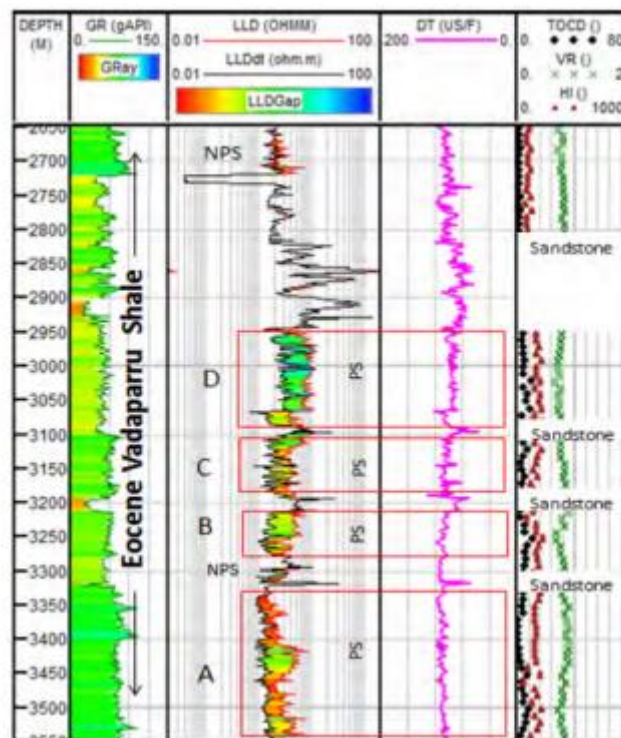 DEPTH (M)
GR (gAPI)
0. 150
GRay
LLD (OHMM)
0.01 100
LLDdt (ohm.m)
0.01 100
LLDGap
DT (US/F)
200 0.
TOCD ()
0. 80
VR ()
0. 2
HI ()
0. 1000
2650
2700
2750
2800
2850
2900
2950
3000
3050
3100
3150
3200
3250
3300
3350
3400
3450
3500
Eocene Vadaparru Shale
NPS
D
PS
C
PS
B
PS
NPS
A
PS
Sandstone
Sandstone
Sandstone
Sandstone